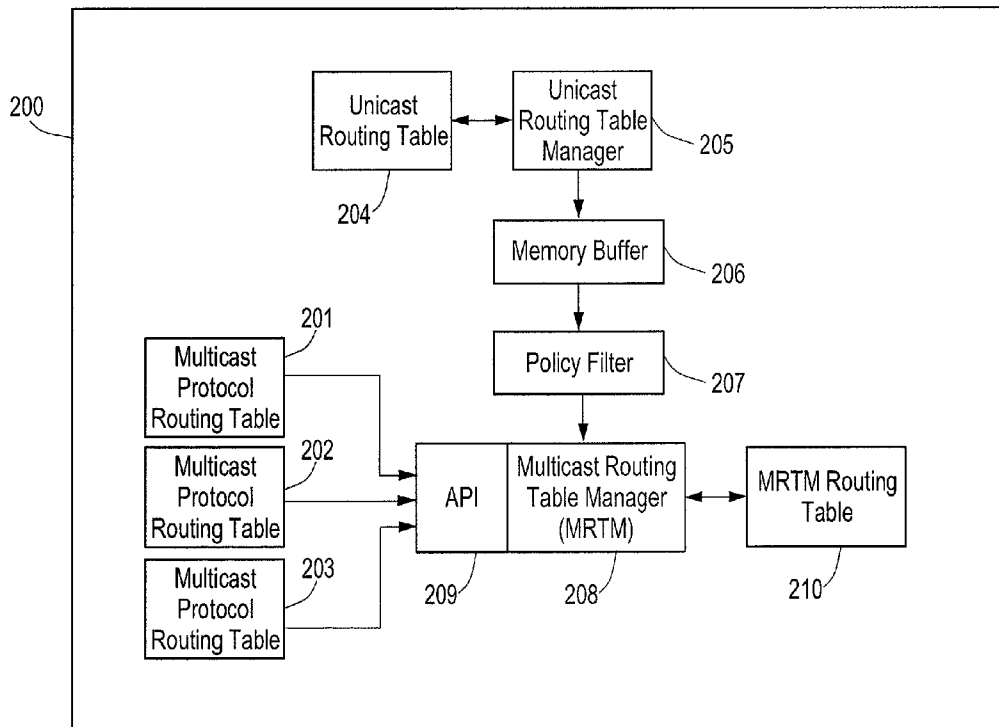 200
Unicast
Routing Table
204
Unicast
Routing Table
Manager
205
Memory Buffer
206
Policy Filter
207
201
Multicast
Protocol
Routing Table
202
Multicast
Protocol
Routing Table
203
Multicast
Protocol
Routing Table
API
209
Multicast Routing
Table Manager
(MRTM)
208
MRTM Routing
Table
210